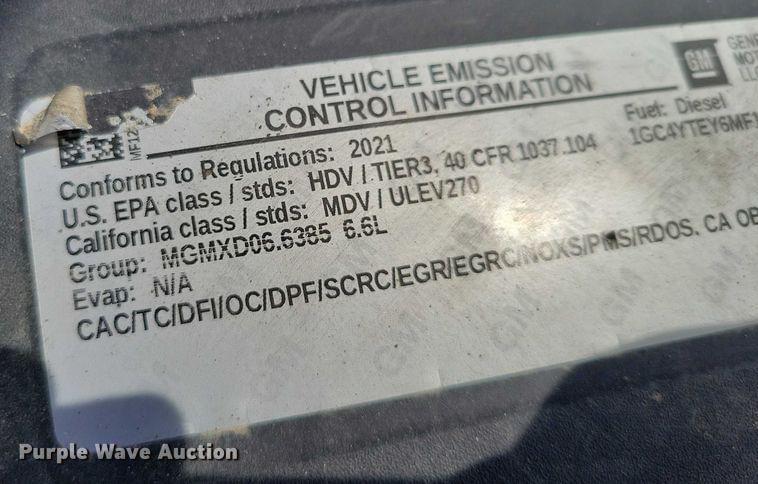 VEHICLE EMISSION
CONTROL INFORMATION
GM
Conforms to Regulations: 2021
Fuel: Diesel
U.S. EPA class / stds: HDV / TIER3, 40 CFR 1037.104
1GC4YTEY6MF1
California class / stds: MDV / ULEV270
Group: MGMXD06.6385 6.6L
Evap: N/A
CAC/TC/DFI/OC/DPF/SCRC/EGR/EGRC/NOXS/PMS/RDOS, CA OB
Purple Wave Auction